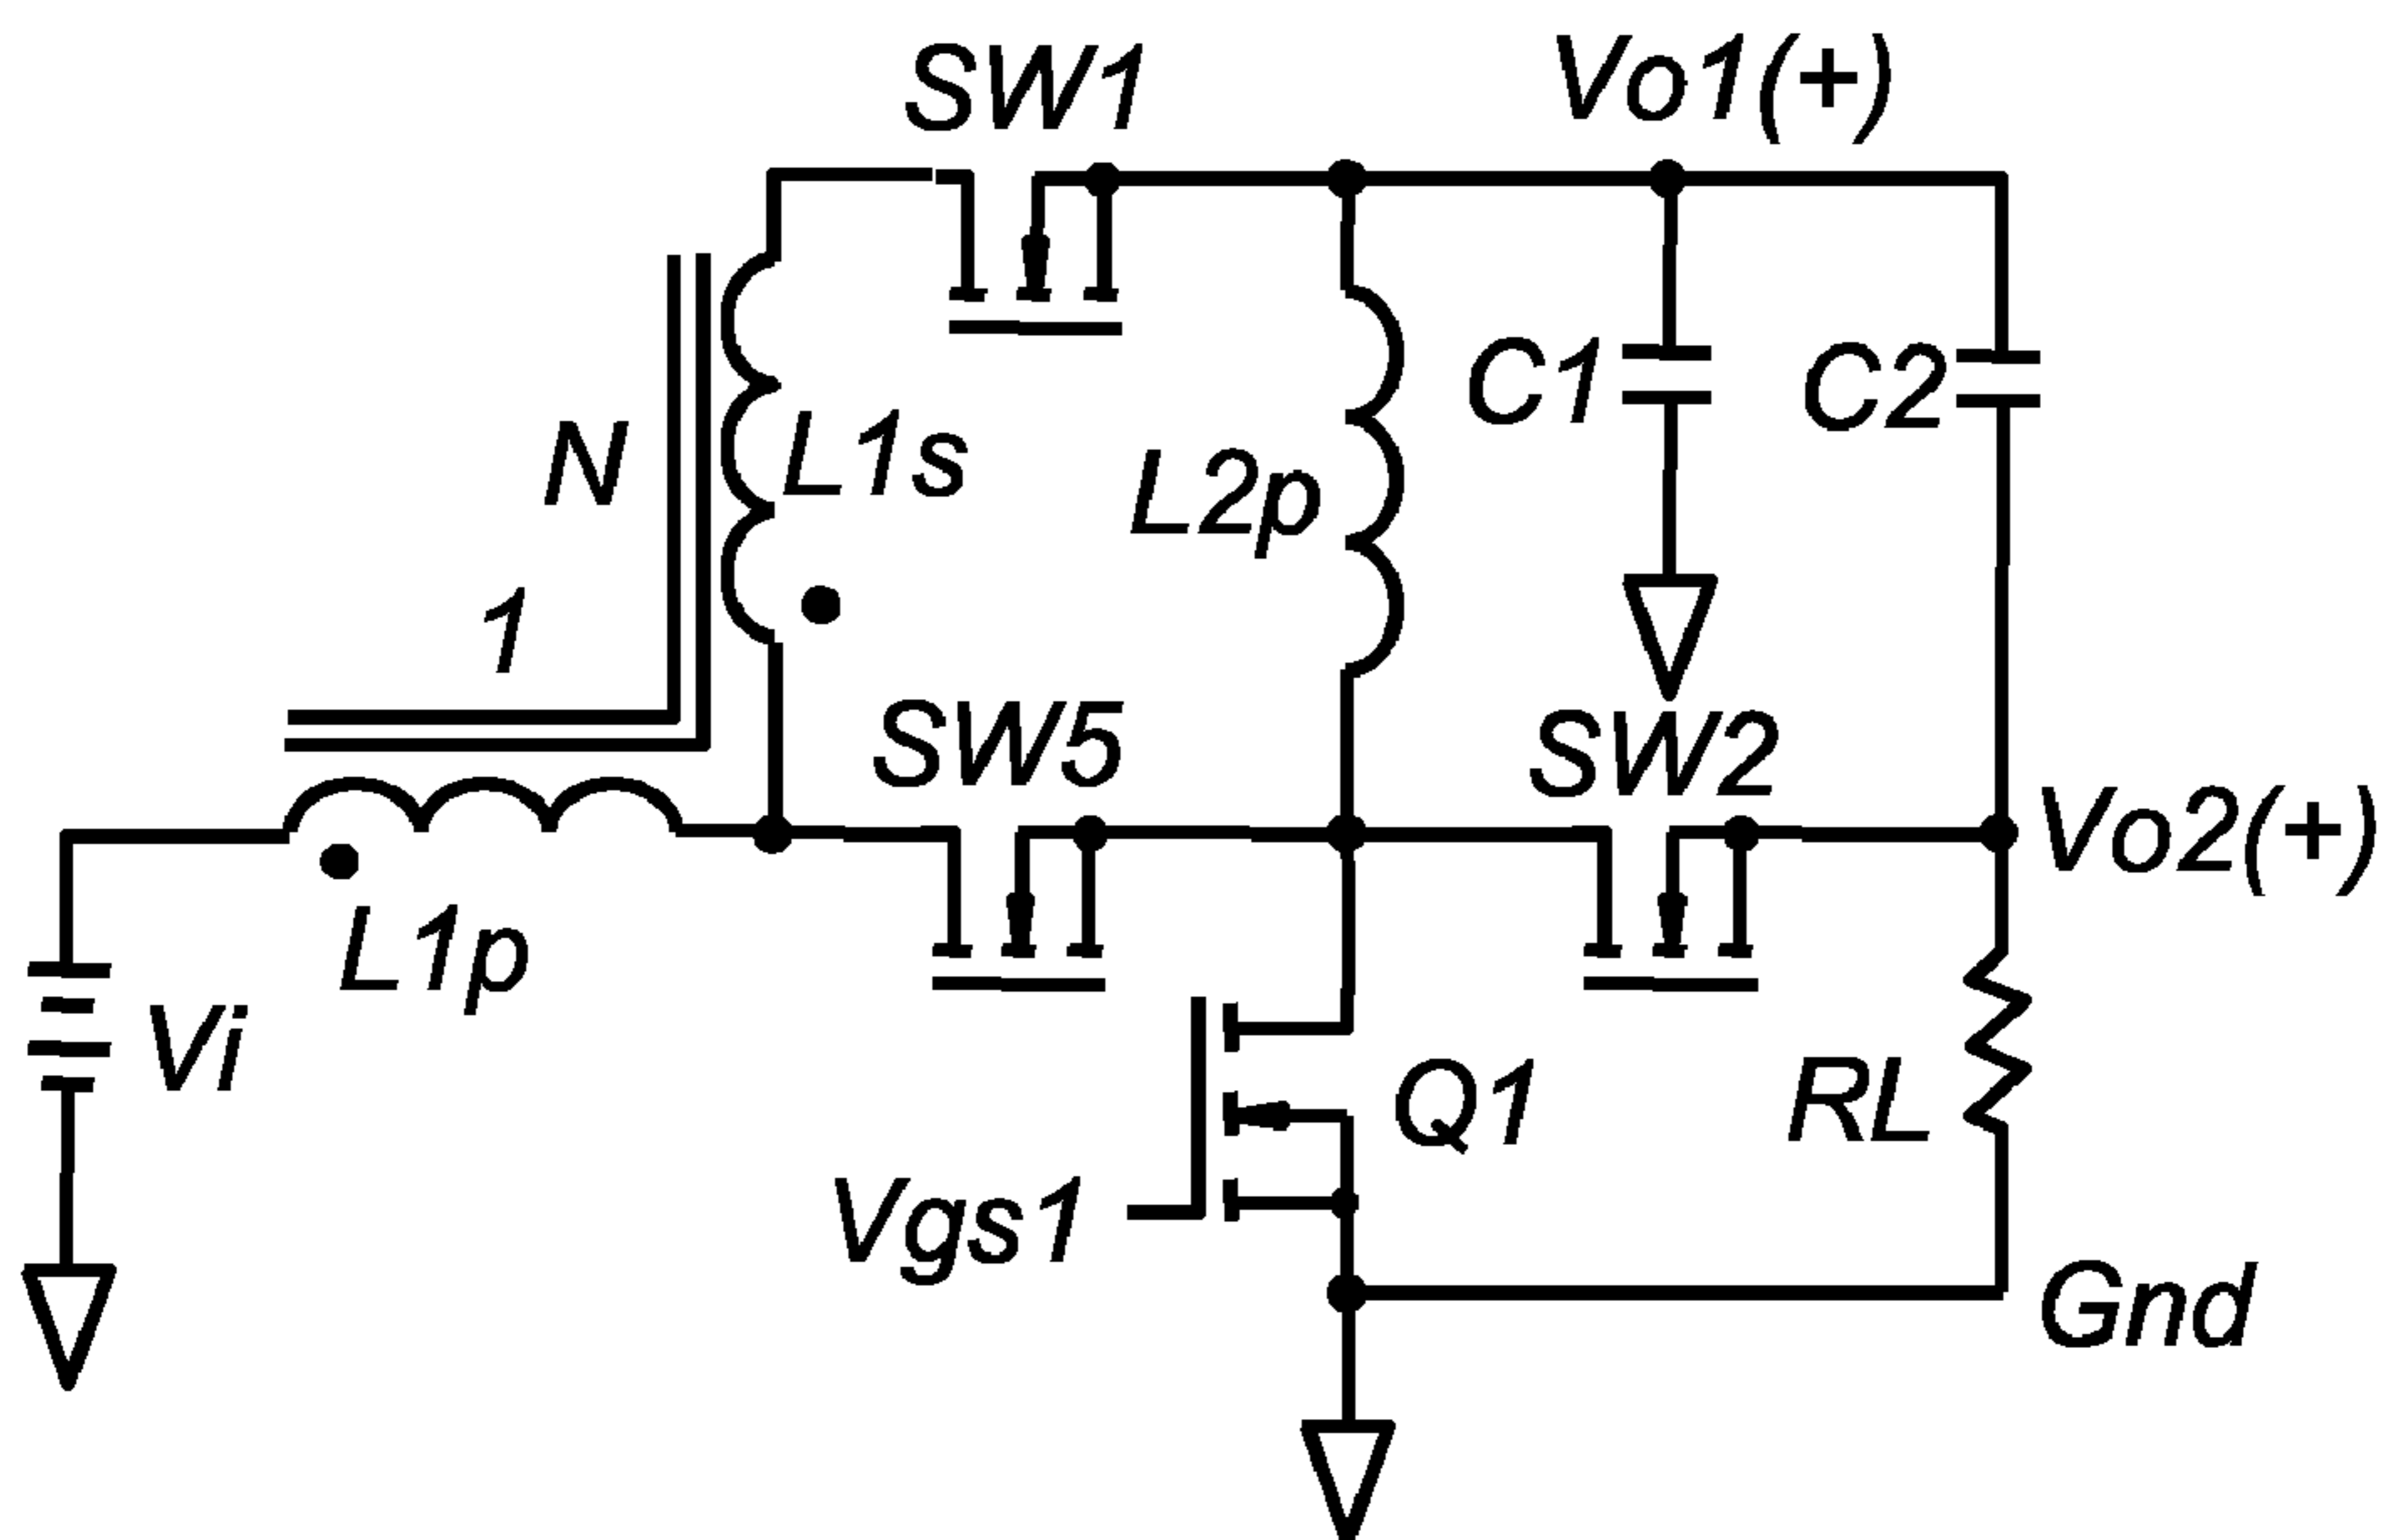 SW1
Vo1(+)
N
L1s
L2p
C1
C2
1
SW5
SW2
Vo2(+)
L1p
Vi
Q1
RL
Vgs1
Gnd